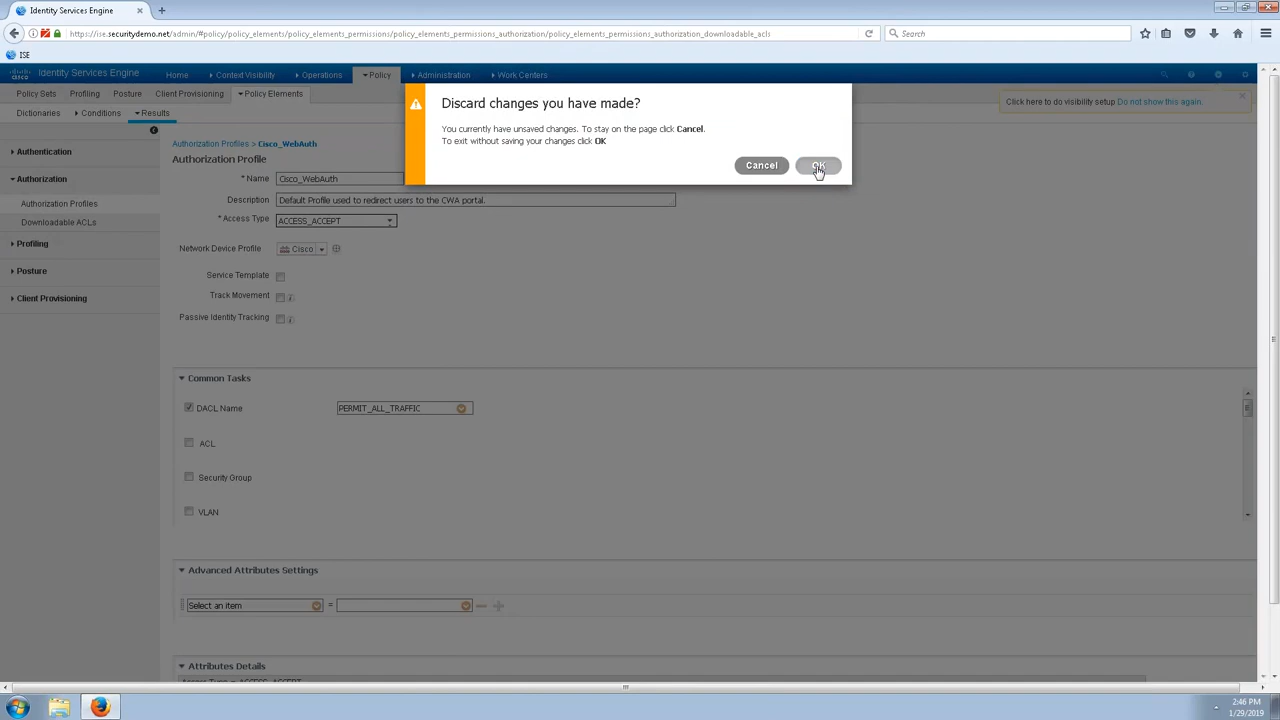 Identity Services Engine
https://ise.securitydemo.net/admin/#policy/policy_elements/policy_elements_permissions/policy_elements_permissions_authorization/policy_elements_permissions_authorization_downloadable_acls
Search
ISE
cisco Identity Services Engine
Home
Context Visibility
Operations
Policy
Administration
Work Centers
Policy Sets
Profiling
Posture
Client Provisioning
Policy Elements
Click here to do visibility setup Do not show this again.
Dictionaries
Conditions
Results
Discard changes you have made?
You currently have unsaved changes. To stay on the page click Cancel.
To exit without saving your changes click OK
Cancel
OK
Authentication
Authorization
Authorization Profiles
Downloadable ACLs
Profiling
Posture
Client Provisioning
Authorization Profiles > Cisco_WebAuth
Authorization Profile
* Name Cisco_WebAuth
Description Default Profile used to redirect users to the CWA portal.
* Access Type ACCESS_ACCEPT
Network Device Profile Cisco
Service Template
Track Movement
Passive Identity Tracking
Common Tasks
DACL Name PERMIT_ALL_TRAFFIC
ACL
Security Group
VLAN
Advanced Attributes Settings
Select an item =
Attributes Details
Access Type = ACCESS_ACCEPT
2:46 PM
1/29/2019